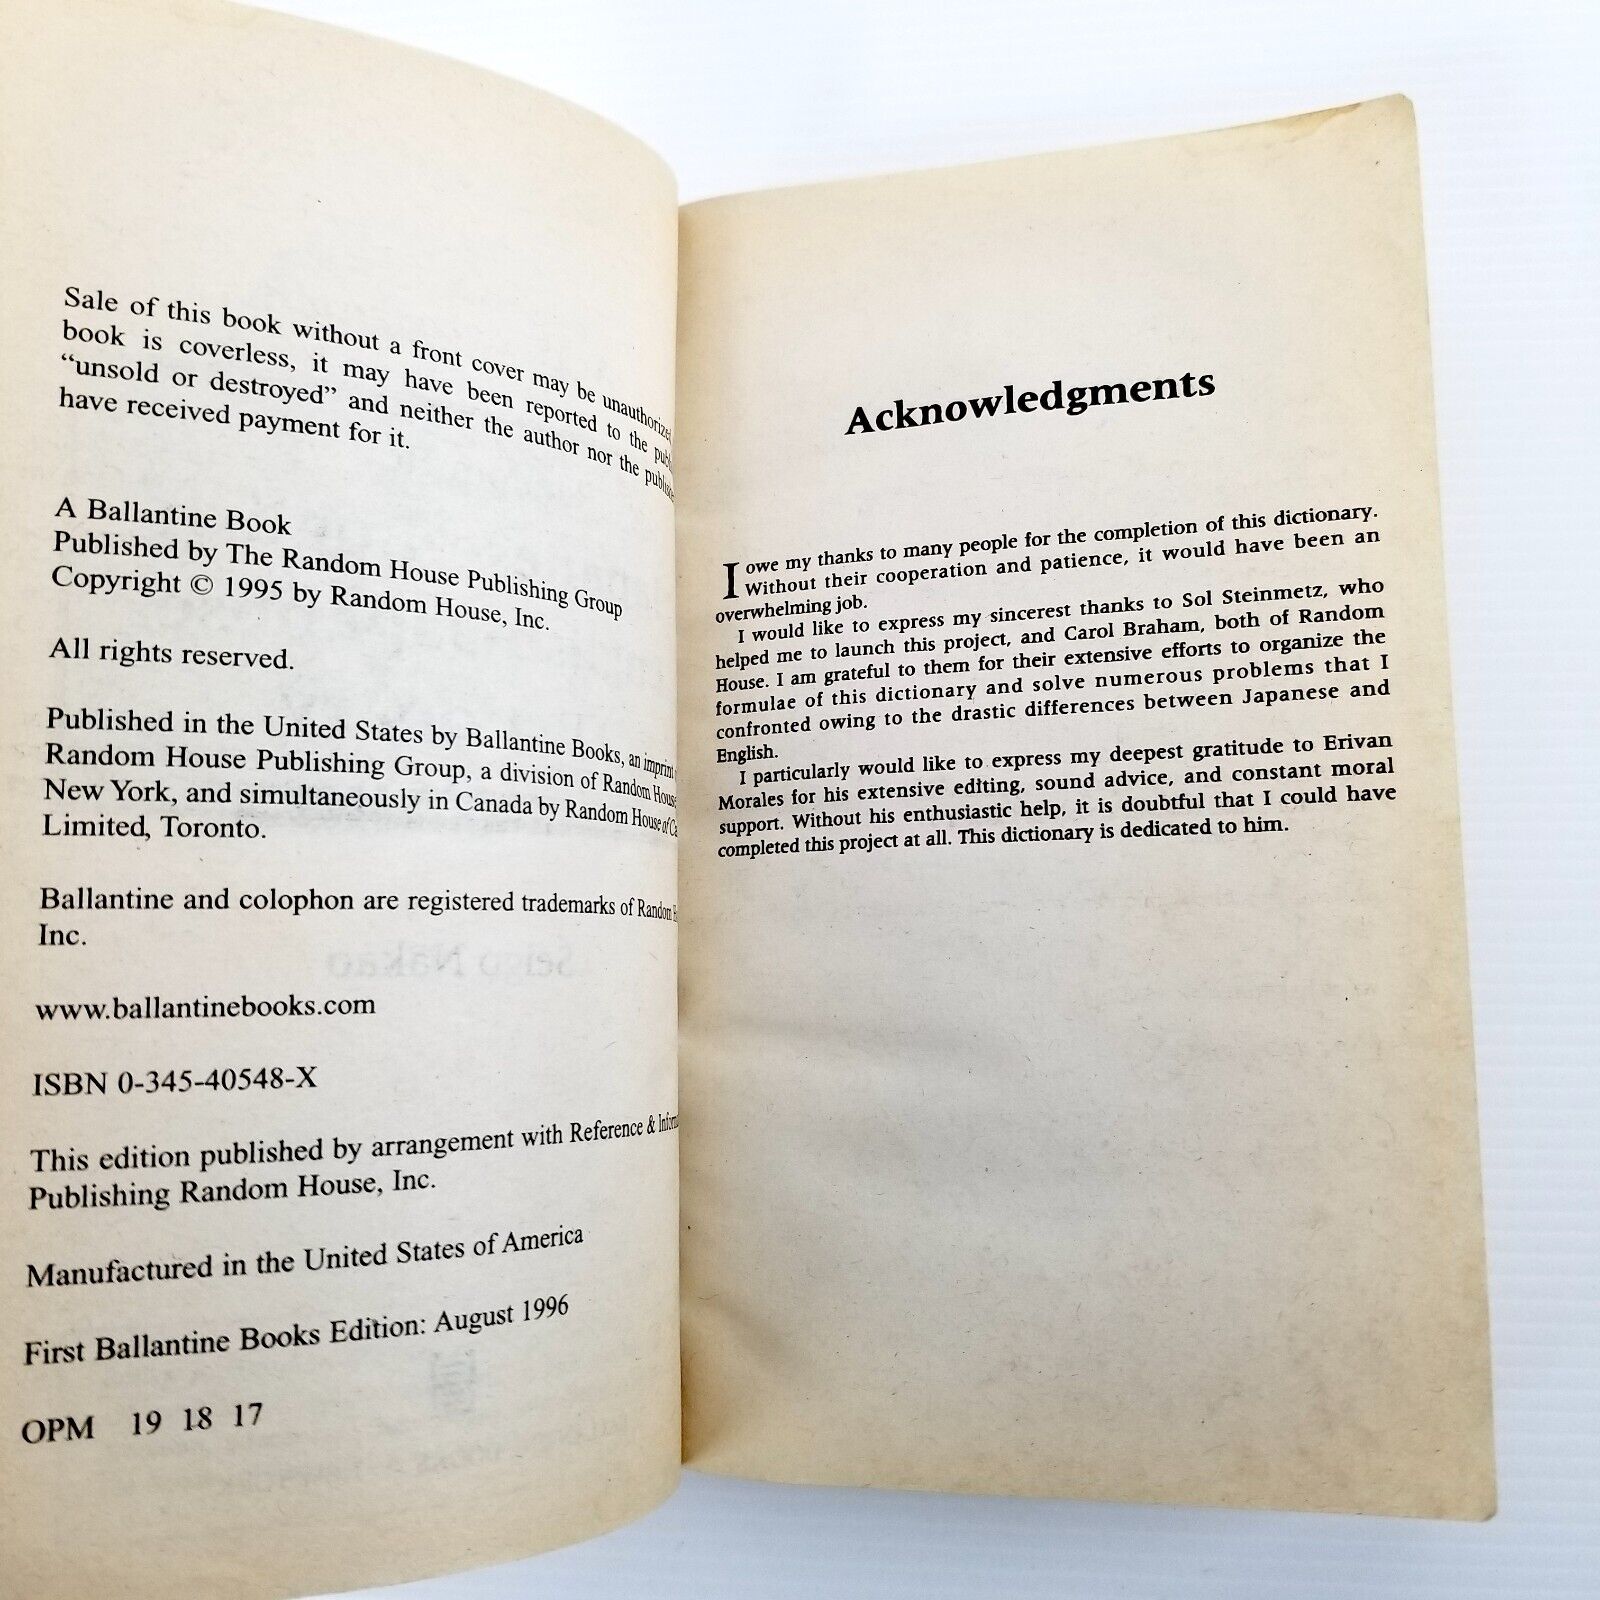 Sale of this book without a front cover may be unauthorized
book is coverless, it may have been reported to the
"unsold or destroyed" and neither the author nor the
have received payment for it.
A Ballantine Book
Published by The Random House Publishing Group
Copyright © 1995 by Random House, Inc.
All rights reserved.
Published in the United States by Ballantine Books, an imprint
Random House Publishing Group, a division of Random House
New York, and simultaneously in Canada by Random House of
Limited, Toronto.
Ballantine and colophon are registered trademarks of Random
Inc.
www.ballantinebooks.com
ISBN 0-345-40548-X
This edition published by arrangement with Reference &
Publishing Random House, Inc.
Manufactured in the United States of America
First Ballantine Books Edition: August 1996
OPM 19 18 17
Acknowledgments
I owe my thanks to many people for the completion of this dictionary.
Without their cooperation and patience, it would have been an
overwhelming job.
I would like to express my sincerest thanks to Sol Steinmetz, who
helped me to launch this project, and Carol Braham, both of Random
House. I am grateful to them for their extensive efforts to organize the
formulae of this dictionary and solve numerous problems that I
confronted owing to the drastic differences between Japanese and
English.
I particularly would like to express my deepest gratitude to Erivan
Morales for his extensive editing, sound advice, and constant moral
support. Without his enthusiastic help, it is doubtful that I could have
completed this project at all. This dictionary is dedicated to him.